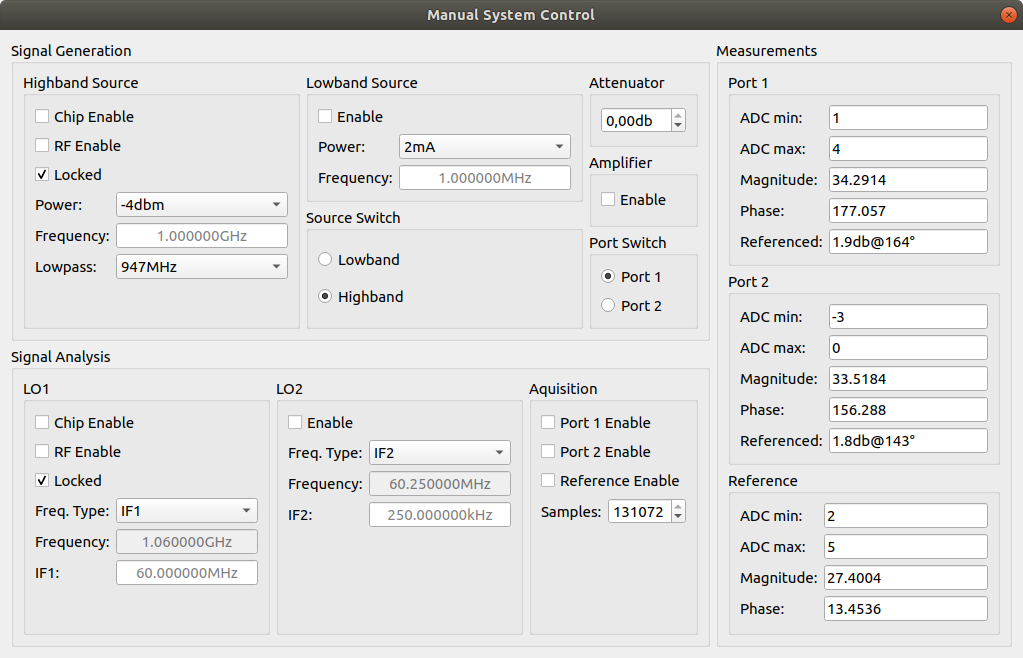 Manual System Control
Signal Generation
Highband Source
Chip Enable
RF Enable
Locked
Power: -4dbm
Frequency: 1.000000GHz
Lowpass: 947MHz
Lowband Source
Enable
Power: 2mA
Frequency: 1.000000MHz
Source Switch
Lowband
Highband
Attenuator
0,00db
Amplifier
Enable
Port Switch
Port 1
Port 2
Signal Analysis
LO1
Chip Enable
RF Enable
Locked
Freq. Type: IF1
Frequency: 1.060000GHz
IF1: 60.000000MHz
LO2
Enable
Freq. Type: IF2
Frequency: 60.250000MHz
IF2: 250.000000kHz
Aquisition
Port 1 Enable
Port 2 Enable
Reference Enable
Samples: 131072
Measurements
Port 1
ADC min: 1
ADC max: 4
Magnitude: 34.2914
Phase: 177.057
Referenced: 1.9db@164°
Port 2
ADC min: -3
ADC max: 0
Magnitude: 33.5184
Phase: 156.288
Referenced: 1.8db@143°
Reference
ADC min: 2
ADC max: 5
Magnitude: 27.4004
Phase: 13.4536